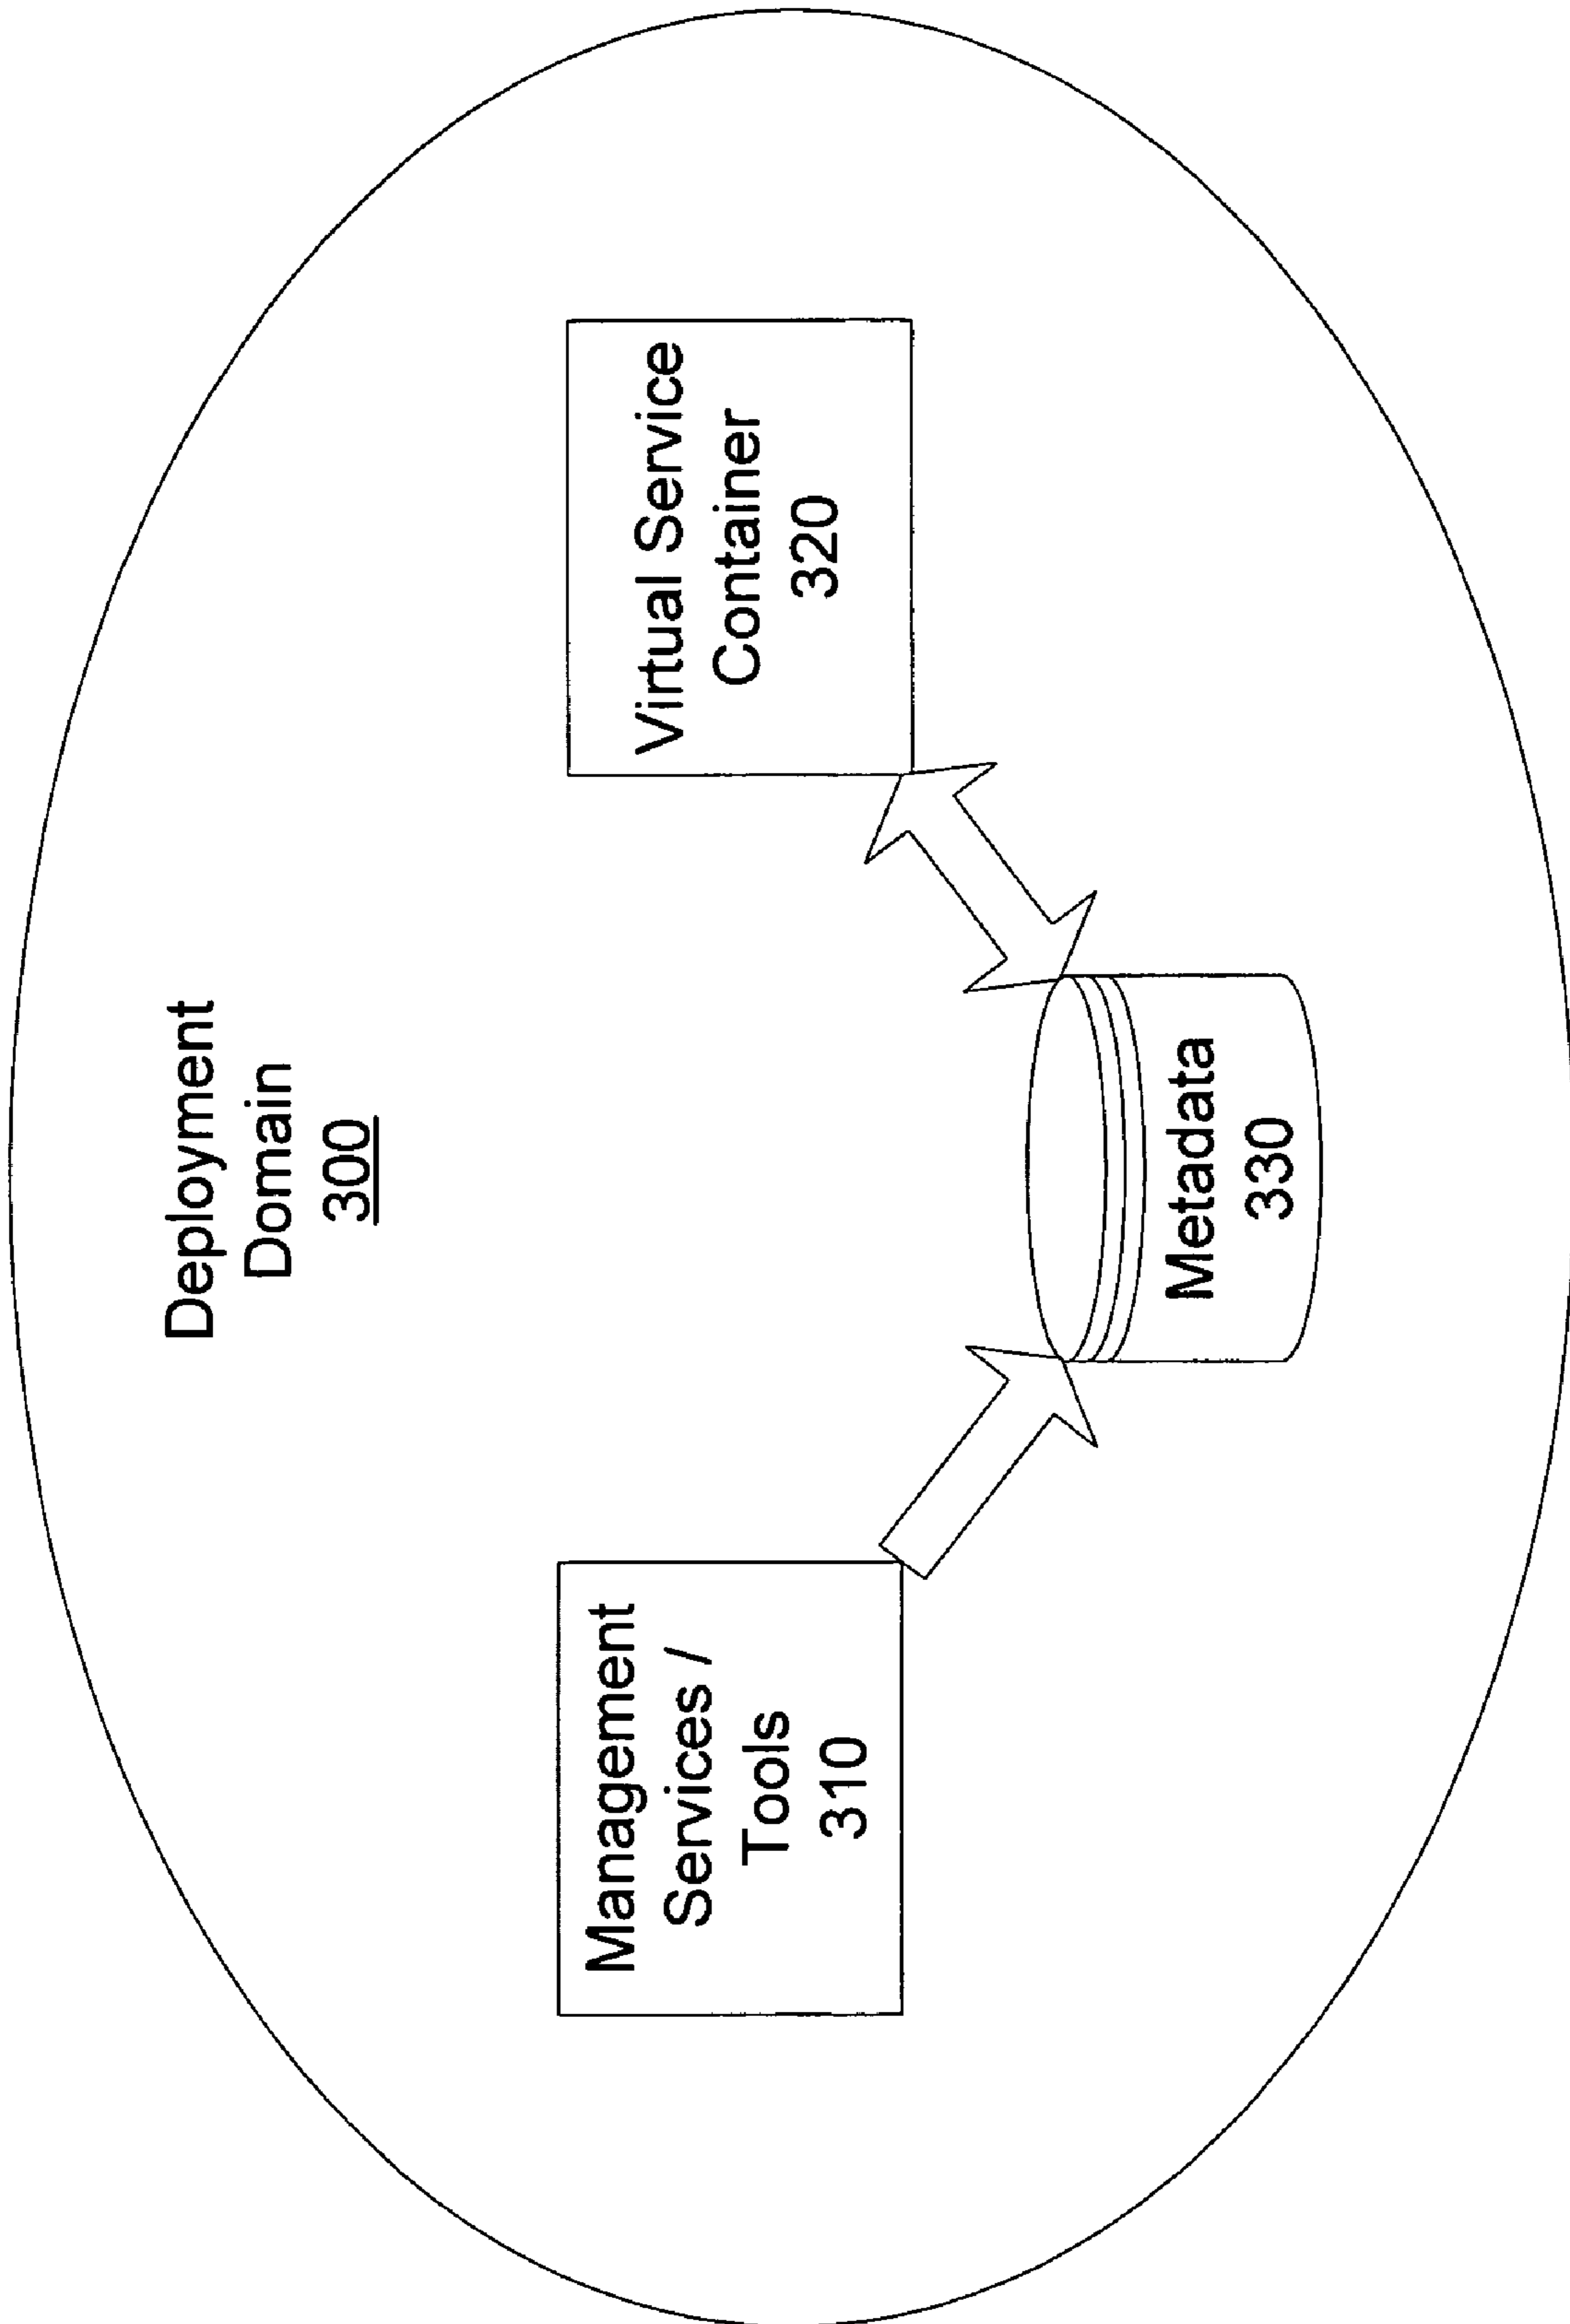 Deployment
Domain
300
Management
Services /
Tools
310
Virtual Service
Container
320
Metadata
330